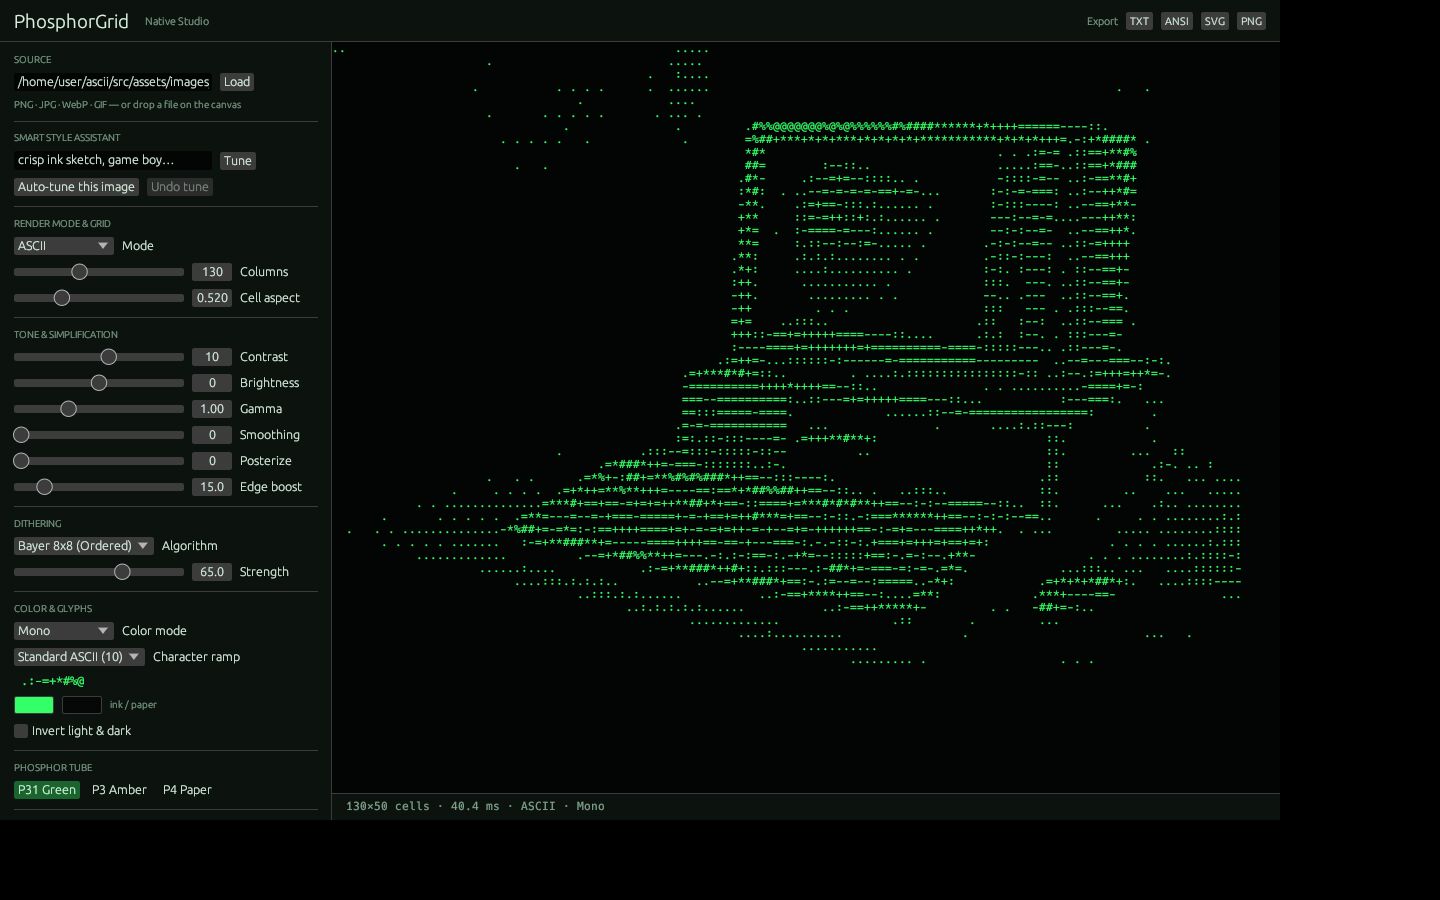 PhosphorGrid Native Studio Export TXT ANSI SVG PNG
SOURCE
/home/user/ascii/src/assets/images Load
PNG · JPG · WebP · GIF — or drop a file on the canvas
SMART STYLE ASSISTANT
crisp ink sketch, game boy... Tune
Auto-tune this image Undo tune
RENDER MODE & GRID
ASCII Mode
130 Columns
0.520 Cell aspect
TONE & SIMPLIFICATION
10 Contrast
0 Brightness
1.00 Gamma
0 Smoothing
0 Posterize
15.0 Edge boost
DITHERING
Bayer 8x8 (Ordered) Algorithm
65.0 Strength
COLOR & GLYPHS
Mono Color mode
Standard ASCII (10) Character ramp
.:-=+*#%@
ink / paper
Invert light & dark
PHOSPHOR TUBE
P31 Green P3 Amber P4 Paper
130×50 cells · 40.4 ms · ASCII · Mono